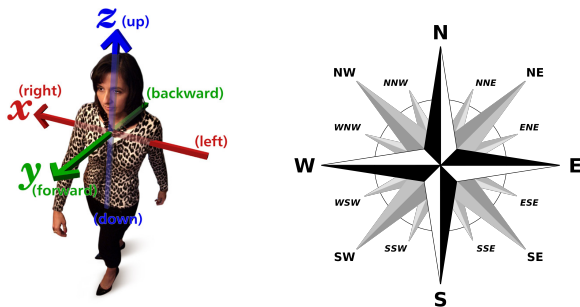 z (up)
(right)
x
(backward)
(left)
y
(forward)
(down)
N
NNW
NNE
NW
NE
WNW
ENE
W
E
WSW
ESE
SW
SE
SSW
SSE
S